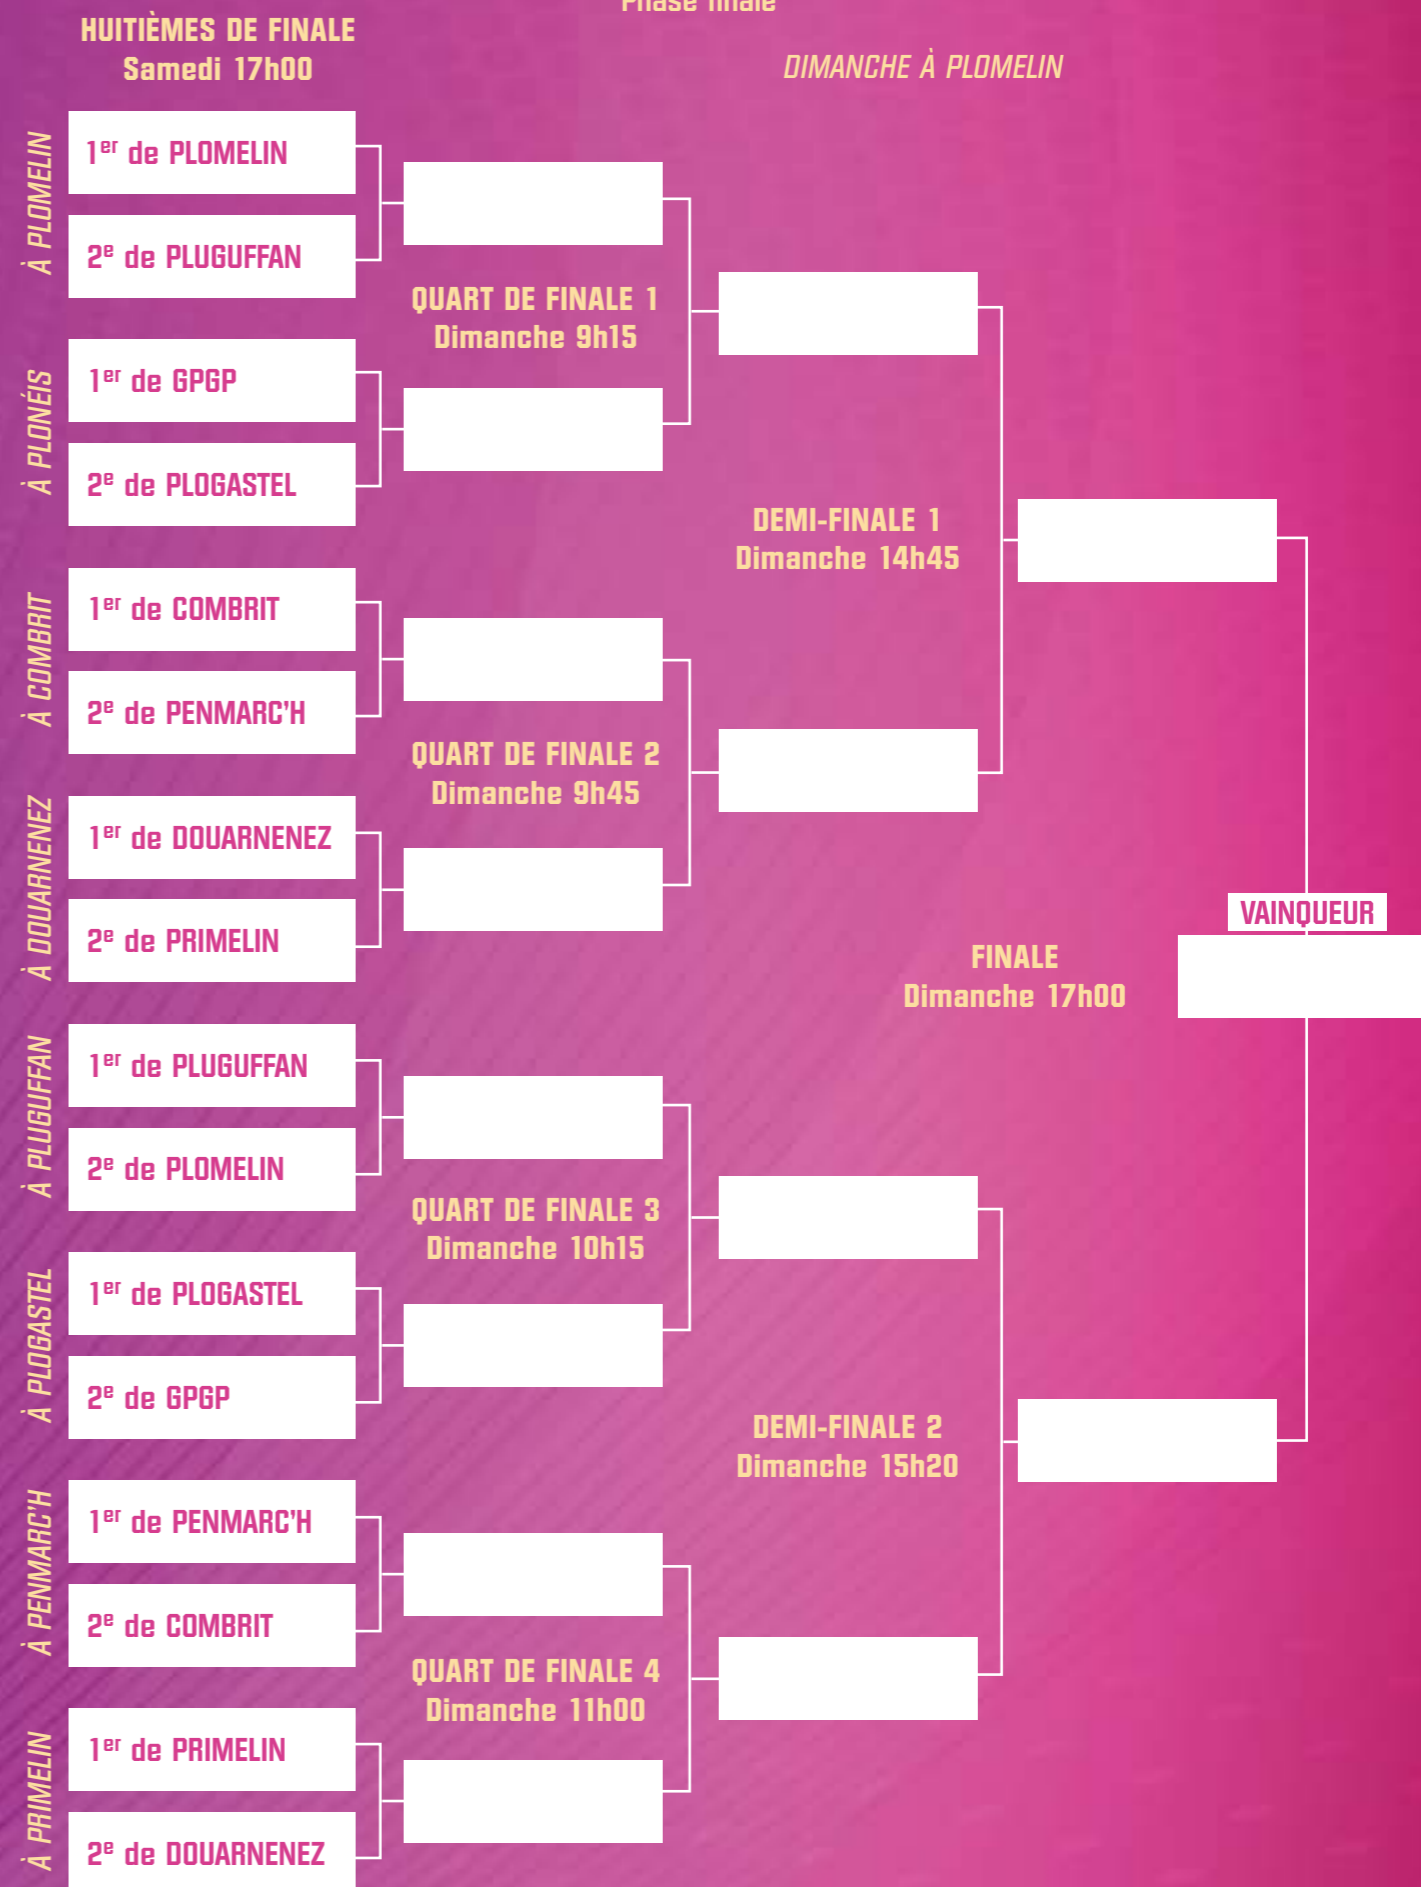 Phase finale
HUITIÈMES DE FINALE
Samedi 17h00
DIMANCHE À PLOMELIN
À PLOMELIN
1er de PLOMELIN
2e de PLUGUFFAN
QUART DE FINALE 1
Dimanche 9h15
À PLONÉIS
1er de GPGP
2e de PLOGASTEL
DEMI-FINALE 1
Dimanche 14h45
À COMBRIT
1er de COMBRIT
2e de PENMARC'H
QUART DE FINALE 2
Dimanche 9h45
À DOUARNENEZ
1er de DOUARNENEZ
2e de PRIMELIN
VAINQUEUR
FINALE
Dimanche 17h00
À PLUGUFFAN
1er de PLUGUFFAN
2e de PLOMELIN
QUART DE FINALE 3
Dimanche 10h15
À PLOGASTEL
1er de PLOGASTEL
2e de GPGP
DEMI-FINALE 2
Dimanche 15h20
À PENMARC'H
1er de PENMARC'H
2e de COMBRIT
QUART DE FINALE 4
Dimanche 11h00
À PRIMELIN
1er de PRIMELIN
2e de DOUARNENEZ